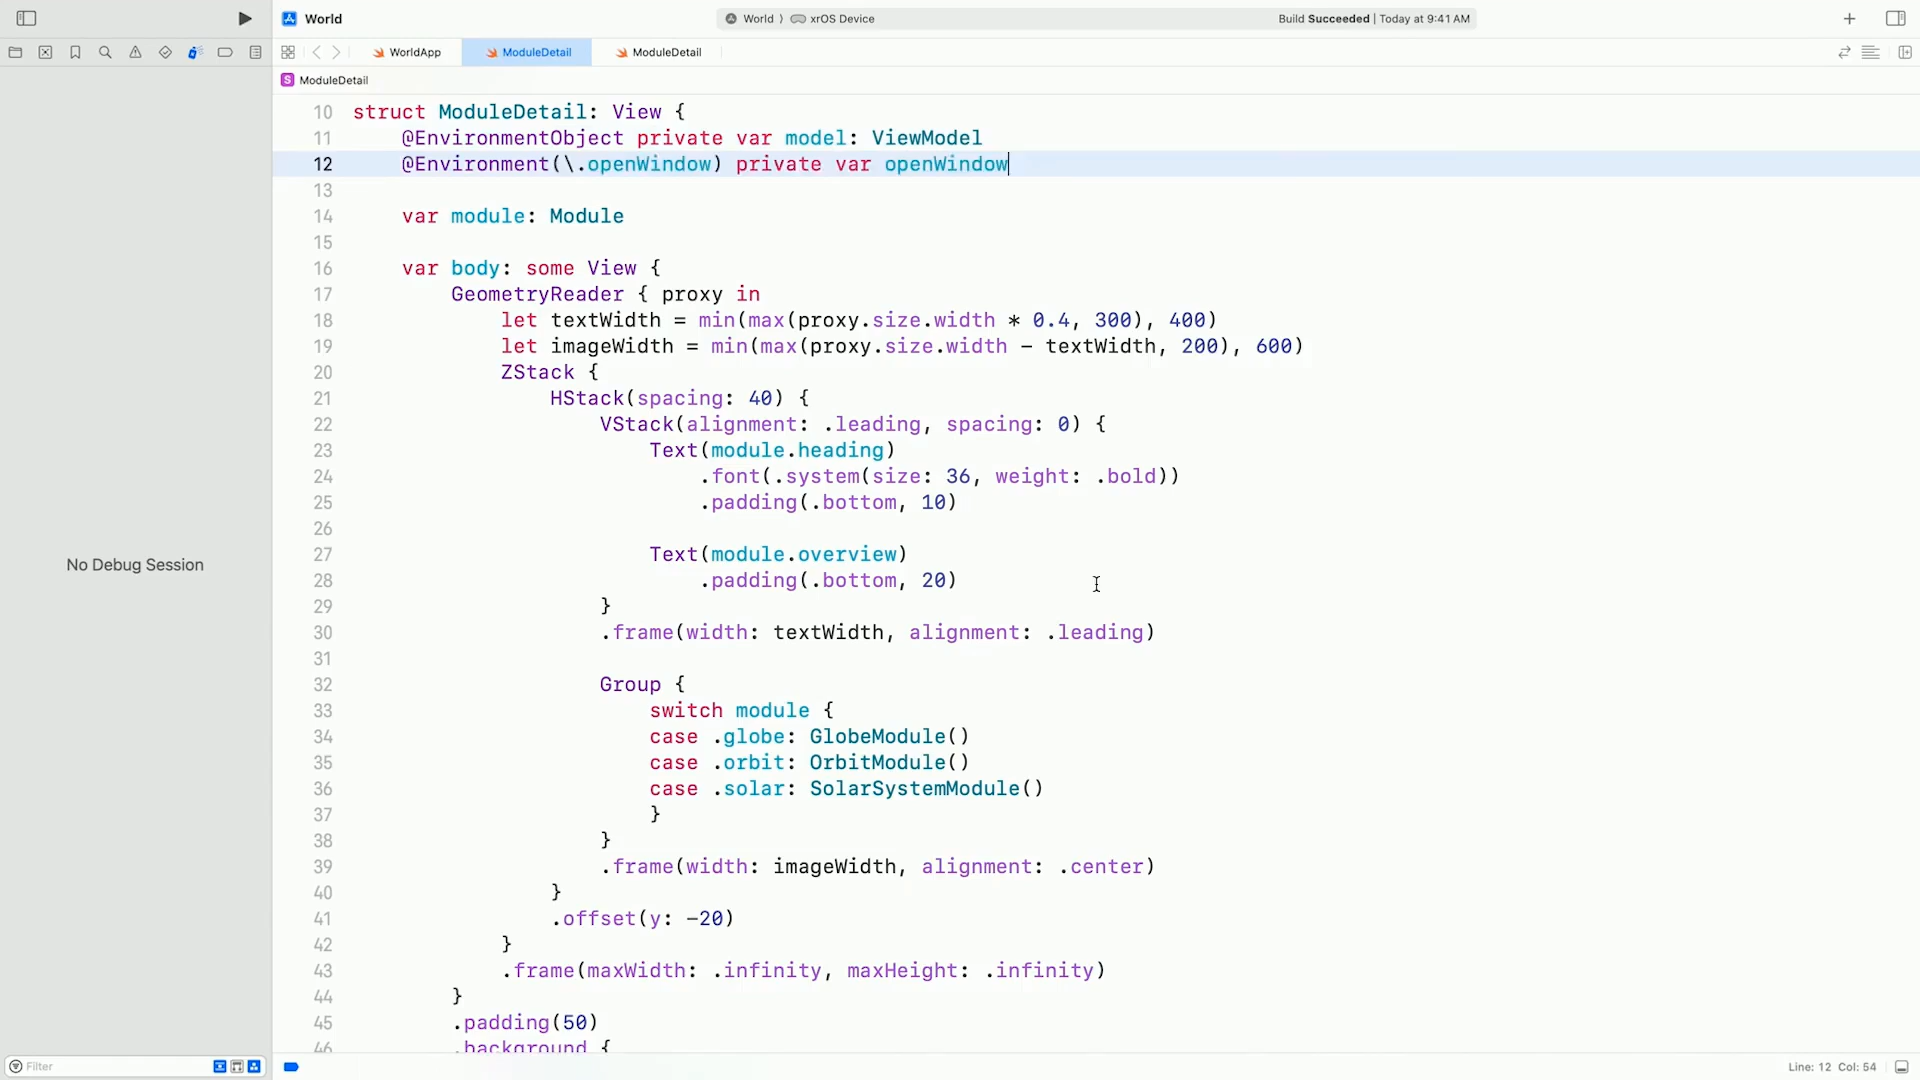 World
World ⟩ xrOS Device
Build Succeeded | Today at 9:41 AM
WorldApp
ModuleDetail
ModuleDetail
S ModuleDetail
10 struct ModuleDetail: View {
11     @EnvironmentObject private var model: ViewModel
12     @Environment(\.openWindow) private var openWindow
13
14     var module: Module
15
16     var body: some View {
17         GeometryReader { proxy in
18             let textWidth = min(max(proxy.size.width * 0.4, 300), 400)
19             let imageWidth = min(max(proxy.size.width - textWidth, 200), 600)
20             ZStack {
21                 HStack(spacing: 40) {
22                     VStack(alignment: .leading, spacing: 0) {
23                         Text(module.heading)
24                             .font(.system(size: 36, weight: .bold))
25                             .padding(.bottom, 10)
26
27                         Text(module.overview)
28                             .padding(.bottom, 20)
29                     }
30                     .frame(width: textWidth, alignment: .leading)
31
32                     Group {
33                         switch module {
34                         case .globe: GlobeModule()
35                         case .orbit: OrbitModule()
36                         case .solar: SolarSystemModule()
37                         }
38                     }
39                     .frame(width: imageWidth, alignment: .center)
40                 }
41                 .offset(y: -20)
42             }
43             .frame(maxWidth: .infinity, maxHeight: .infinity)
44         }
45         .padding(50)
46         .background {
No Debug Session
Filter
Line: 12 Col: 54